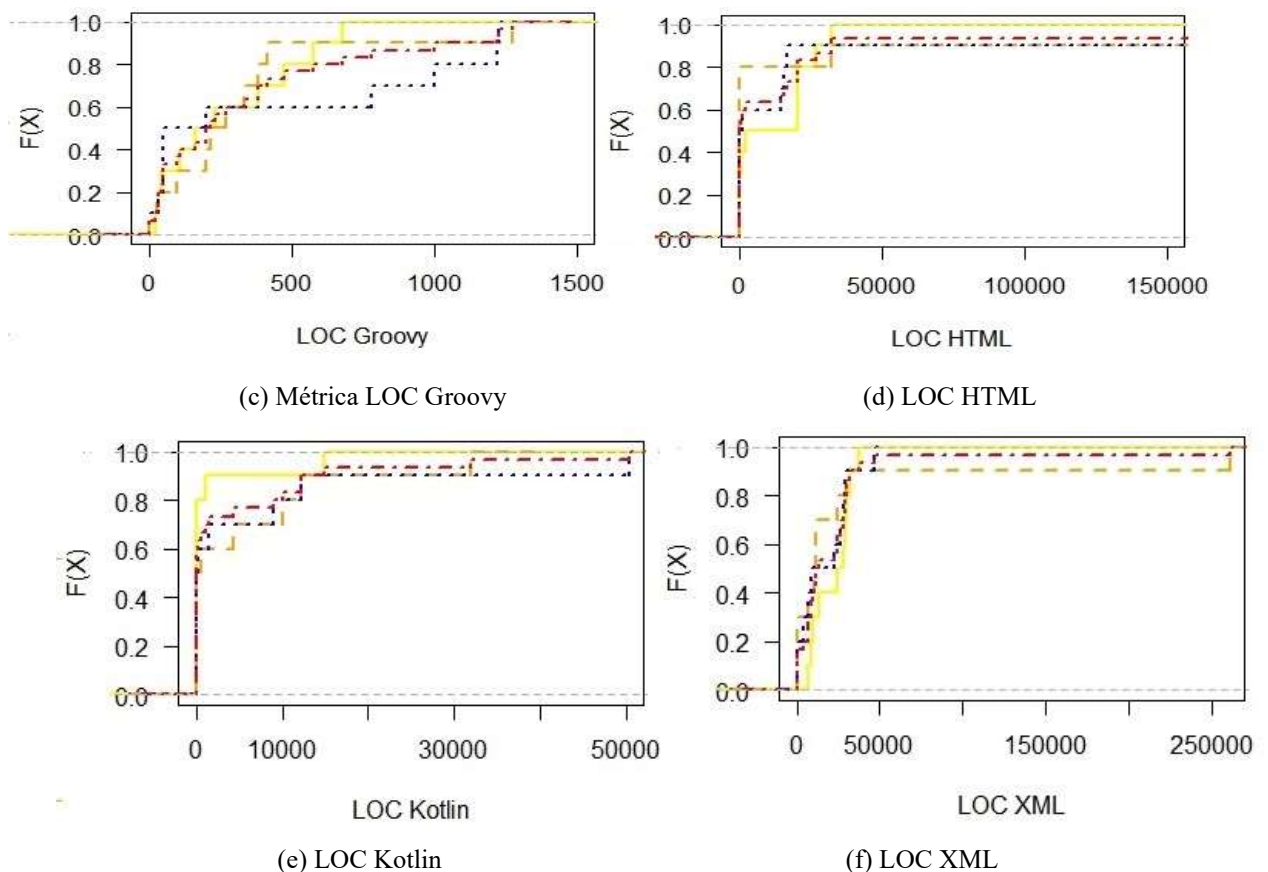 1.0
0.8
0.6
0.4
0.2
0.0
F(X)
0 500 1000 1500
LOC Groovy
(c) Métrica LOC Groovy
1.0
0.8
0.6
0.4
0.2
0.0
F(X)
0 50000 100000 150000
LOC HTML
(d) LOC HTML
1.0
0.8
0.6
0.4
0.2
0.0
F(X)
0 10000 30000 50000
LOC Kotlin
(e) LOC Kotlin
1.0
0.8
0.6
0.4
0.2
0.0
F(X)
0 50000 150000 250000
LOC XML
(f) LOC XML